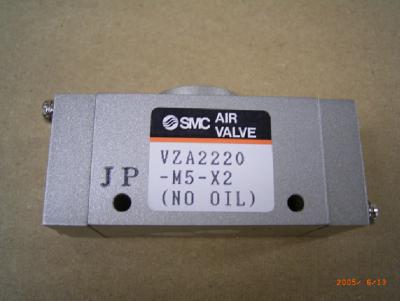 SMC AIR VALVE
VZA2220
JP -M5-X2
(NO OIL)
2005/ 6/13